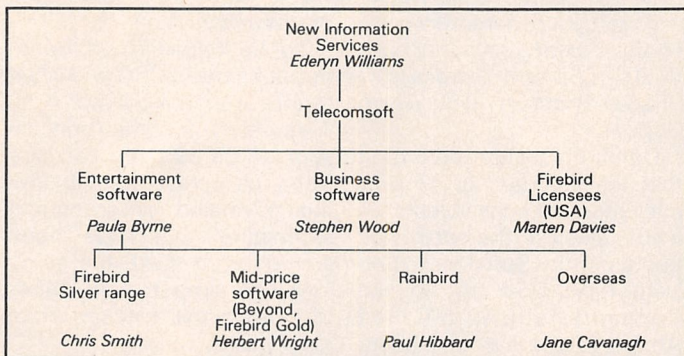 New Information
Services
Ederyn Williams
Telecomsoft
Entertainment
software
Paula Byrne
Business
software
Stephen Wood
Firebird
Licensees
(USA)
Marten Davies
Firebird
Silver range
Chris Smith
Mid-price
software
(Beyond,
Firebird Gold)
Herbert Wright
Rainbird
Paul Hibbard
Overseas
Jane Cavanagh